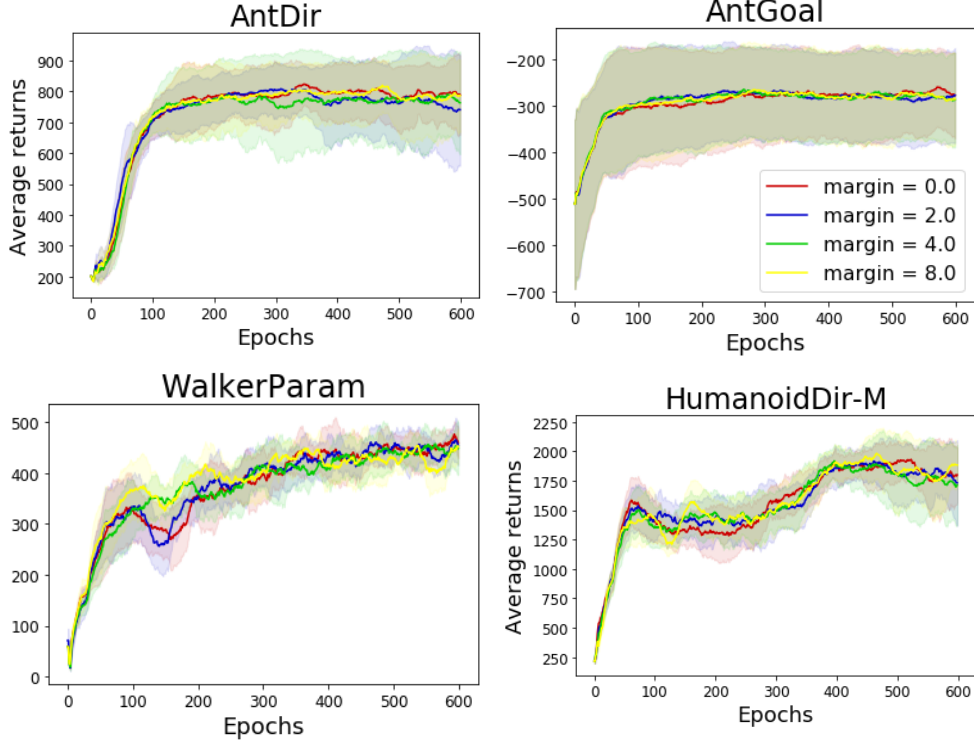 AntDir
Average returns
900
800
700
600
500
400
300
200
0 100 200 300 400 500 600
Epochs
AntGoal
−200
−300
−400
−500
−600
−700
margin = 0.0
margin = 2.0
margin = 4.0
margin = 8.0
0 100 200 300 400 500 600
Epochs
WalkerParam
500
400
300
200
100
0
0 100 200 300 400 500 600
Epochs
HumanoidDir-M
Average returns
2250
2000
1750
1500
1250
1000
750
500
250
0 100 200 300 400 500 600
Epochs